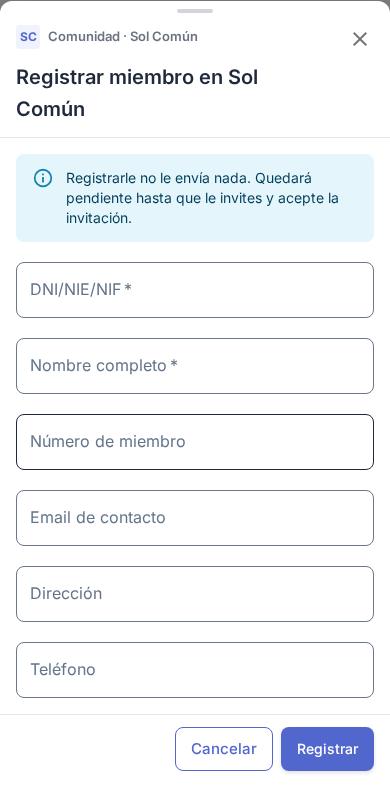 SC Comunidad · Sol Común
Registrar miembro en Sol
Común
Registrarle no le envía nada. Quedará
pendiente hasta que le invites y acepte la
invitación.
DNI/NIE/NIF *
Nombre completo *
Número de miembro
Email de contacto
Dirección
Teléfono
Cancelar Registrar